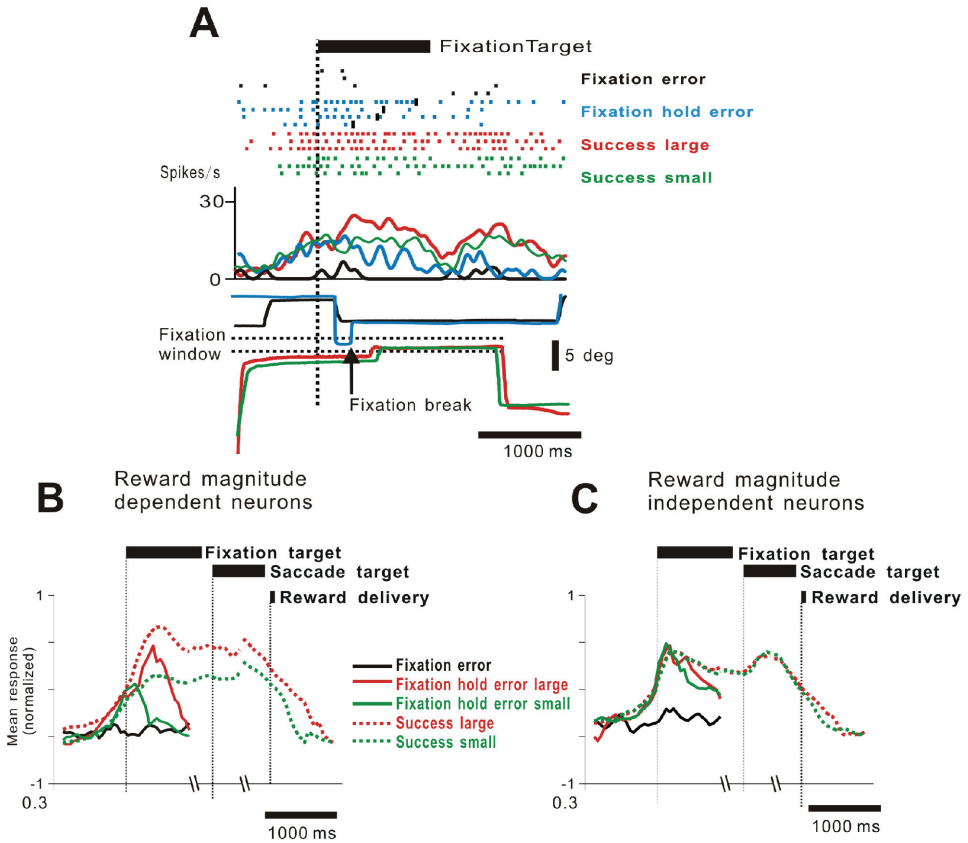 A
FixationTarget
Fixation error
Fixation hold error
Success large
Success small
Spikes/s
30
0
Fixation
window
5 deg
Fixation break
1000 ms
B
Reward magnitude
dependent neurons
Fixation target
Saccade target
Reward delivery
1
Mean response
(normalized)
-1
0.3
Fixation error
Fixation hold error large
Fixation hold error small
Success large
Success small
1000 ms
C
Reward magnitude
independent neurons
Fixation target
Saccade target
Reward delivery
1
-1
0.3
1000 ms